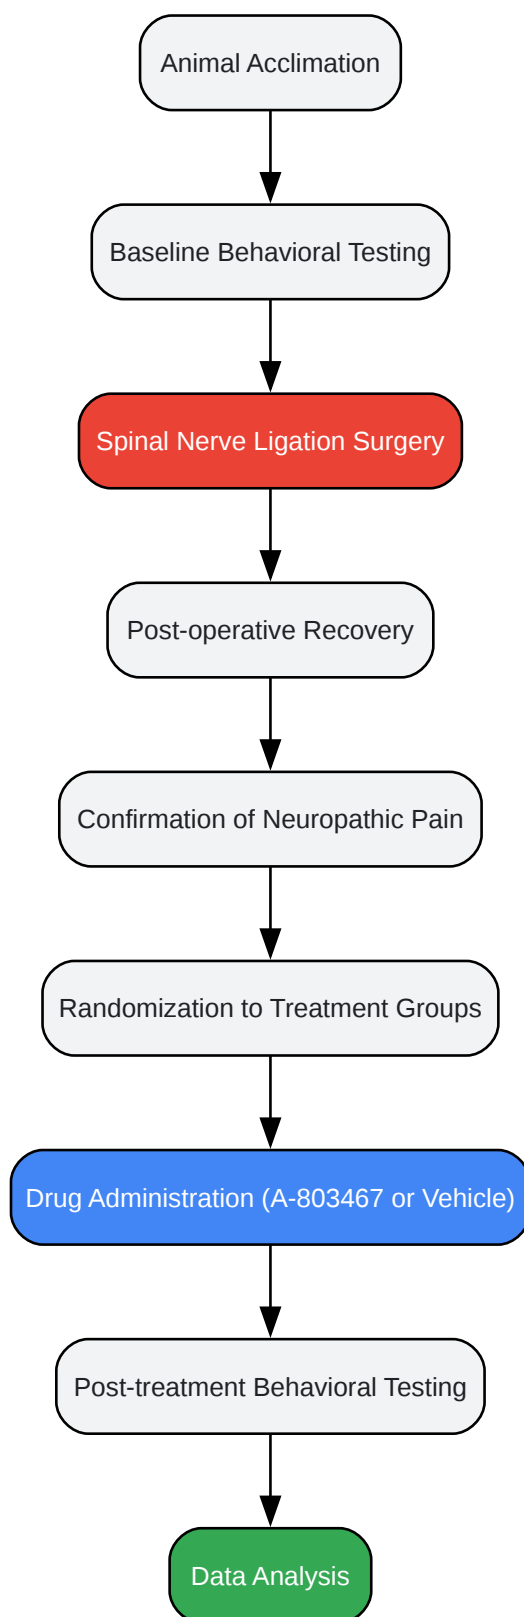 Animal Acclimation
Baseline Behavioral Testing
Spinal Nerve Ligation Surgery
Post-operative Recovery
Confirmation of Neuropathic Pain
Randomization to Treatment Groups
Drug Administration (A-803467 or Vehicle)
Post-treatment Behavioral Testing
Data Analysis